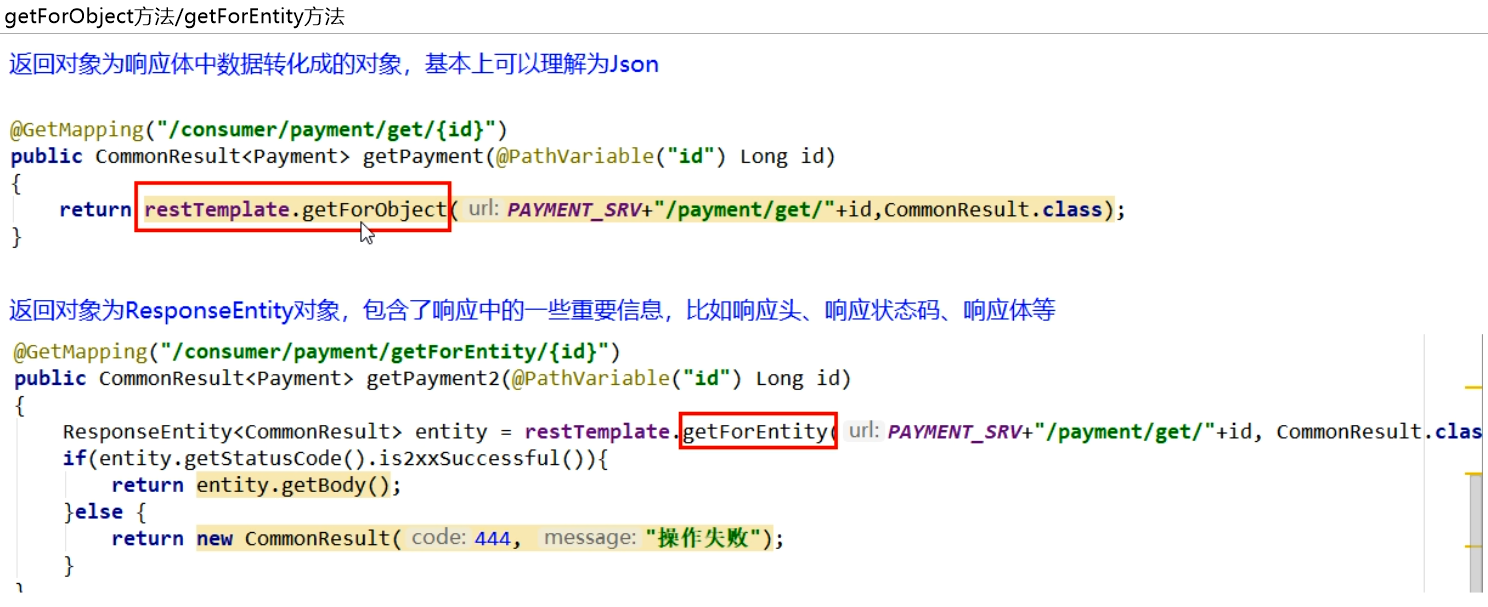 getForObject方法/getForEntity方法
返回对象为响应体中数据转化成的对象，基本上可以理解为Json
@GetMapping("/consumer/payment/get/{id}")
public CommonResult<Payment> getPayment(@PathVariable("id") Long id)
{
return restTemplate.getForObject( url: PAYMENT_SRV+"/payment/get/"+id,CommonResult.class);
}
返回对象为ResponseEntity对象，包含了响应中的一些重要信息，比如响应头、响应状态码、响应体等
@GetMapping("/consumer/payment/getForEntity/{id}")
public CommonResult<Payment> getPayment2(@PathVariable("id") Long id)
{
ResponseEntity<CommonResult> entity = restTemplate.getForEntity( url: PAYMENT_SRV+"/payment/get/"+id, CommonResult.clas
if(entity.getStatusCode().is2xxSuccessful()){
return entity.getBody();
}else {
return new CommonResult( code: 444, message: "操作失败");
}
}